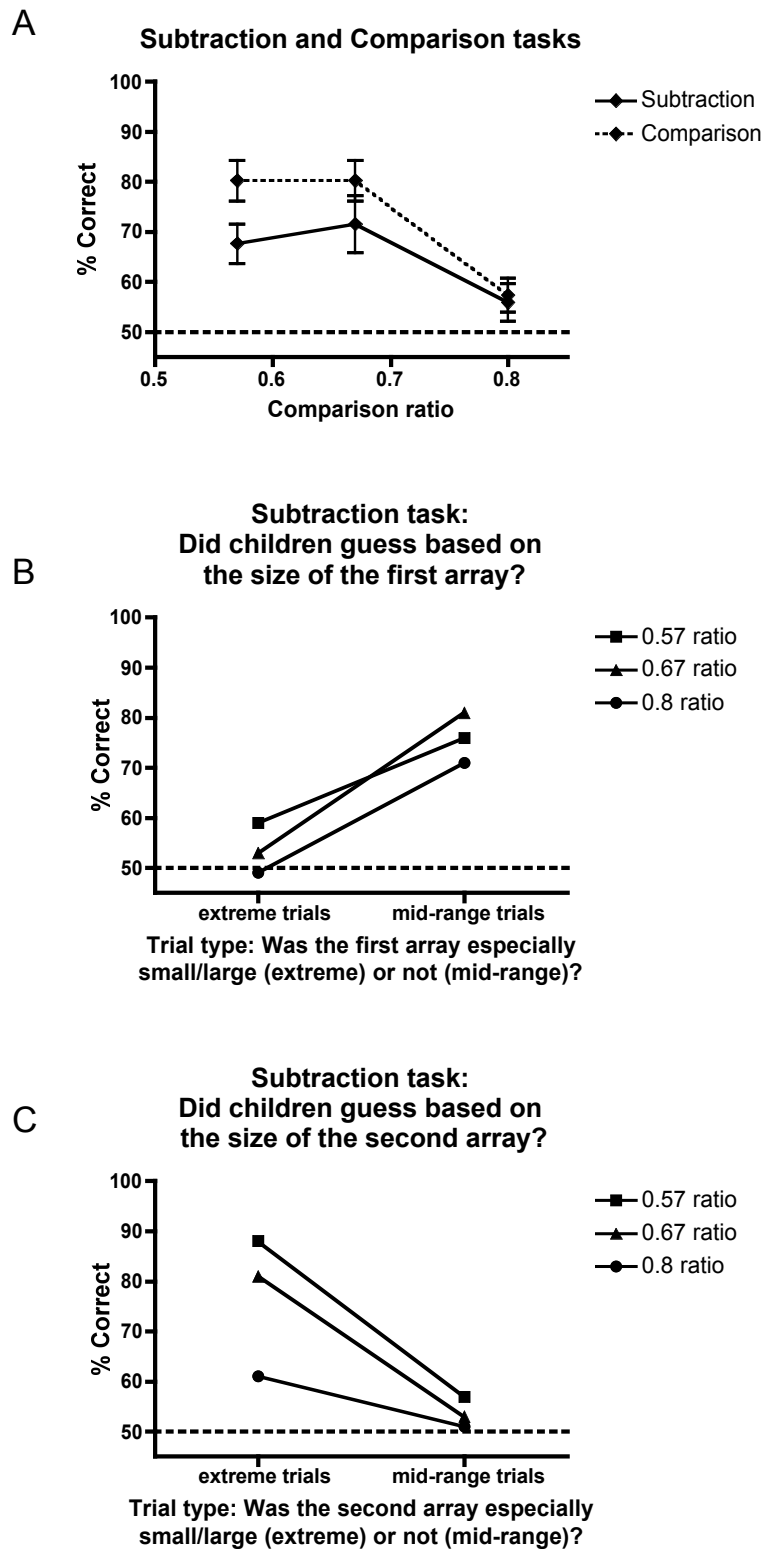 A
Subtraction and Comparison tasks
100
90
80
70
60
50
% Correct
0.5
0.6
0.7
0.8
Comparison ratio
Subtraction
Comparison
B
Subtraction task:
Did children guess based on
the size of the first array?
100
90
80
70
60
50
% Correct
extreme trials
mid-range trials
Trial type: Was the first array especially
small/large (extreme) or not (mid-range)?
0.57 ratio
0.67 ratio
0.8 ratio
C
Subtraction task:
Did children guess based on
the size of the second array?
100
90
80
70
60
50
% Correct
extreme trials
mid-range trials
Trial type: Was the second array especially
small/large (extreme) or not (mid-range)?
0.57 ratio
0.67 ratio
0.8 ratio